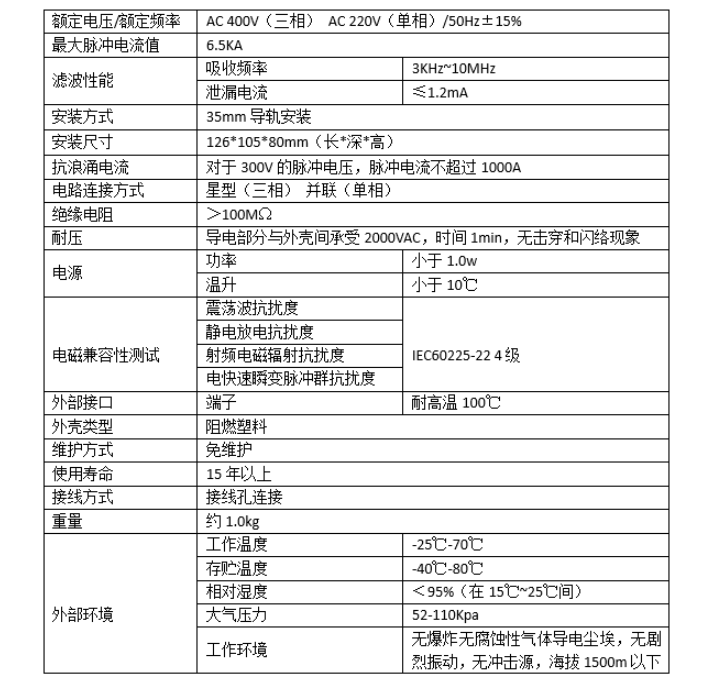 额定电压/额定频率 AC 400V（三相） AC 220V（单相）/50Hz±15%
最大脉冲电流值 6.5KA
滤波性能 吸收频率 3KHz~10MHz
泄漏电流 ≤1.2mA
安装方式 35mm 导轨安装
安装尺寸 126*105*80mm（长*深*高）
抗浪涌电流 对于 300V 的脉冲电压，脉冲电流不超过 1000A
电路连接方式 星型（三相） 并联（单相）
绝缘电阻 ＞100MΩ
耐压 导电部分与外壳间承受 2000VAC，时间 1min，无击穿和闪络现象
电源 功率 小于 1.0w
温升 小于 10℃
电磁兼容性测试 震荡波抗扰度 IEC60225-22 4 级
静电放电抗扰度
射频电磁辐射抗扰度
电快速瞬变脉冲群抗扰度
外部接口 端子 耐高温 100℃
外壳类型 阻燃塑料
维护方式 免维护
使用寿命 15 年以上
接线方式 接线孔连接
重量 约 1.0kg
外部环境 工作温度 -25℃-70℃
存贮温度 -40℃-80℃
相对湿度 ＜95%（在 15℃~25℃间）
大气压力 52-110Kpa
工作环境 无爆炸无腐蚀性气体导电尘埃，无剧
烈振动，无冲击源，海拔 1500m 以下